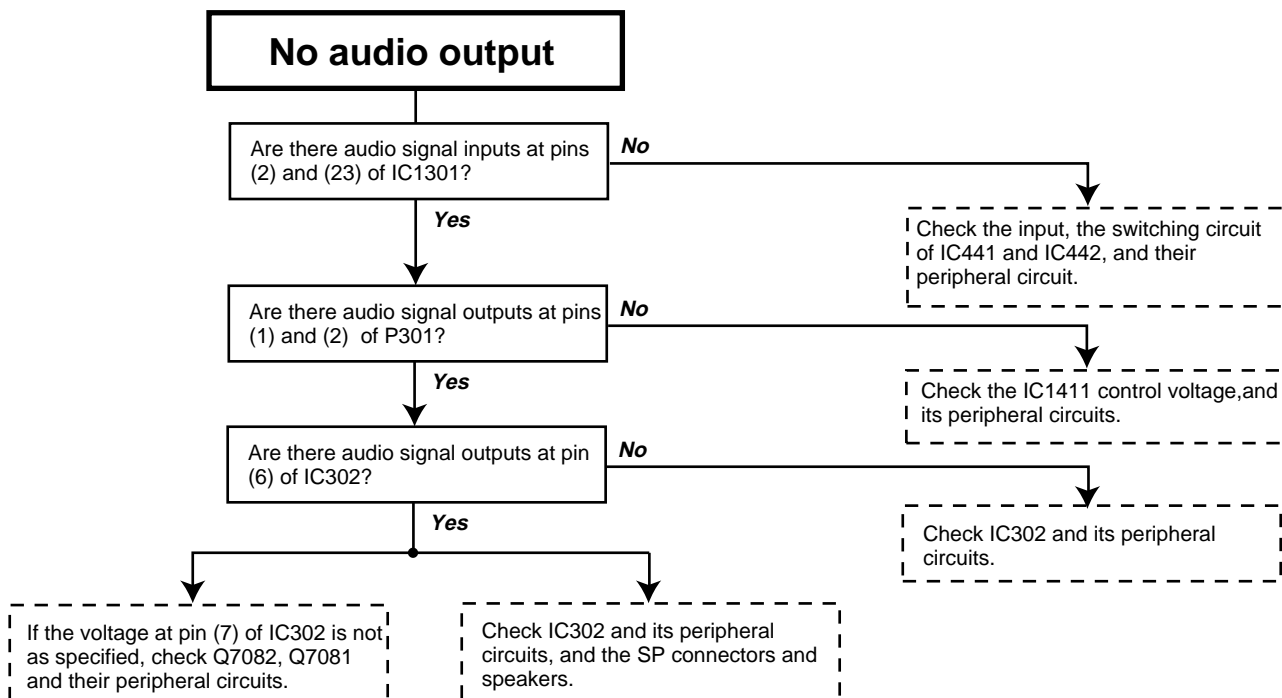 No audio output
Are there audio signal inputs at pins
(2) and (23) of IC1301?
No
Yes
Check the input, the switching circuit
of IC441 and IC442, and their
peripheral circuit.
Are there audio signal outputs at pins
(1) and (2) of P301?
No
Yes
Check the IC1411 control voltage,and
its peripheral circuits.
Are there audio signal outputs at pin
(6) of IC302?
No
Yes
Check IC302 and its peripheral
circuits.
If the voltage at pin (7) of IC302 is not
as specified, check Q7082, Q7081
and their peripheral circuits.
Check IC302 and its peripheral
circuits, and the SP connectors and
speakers.